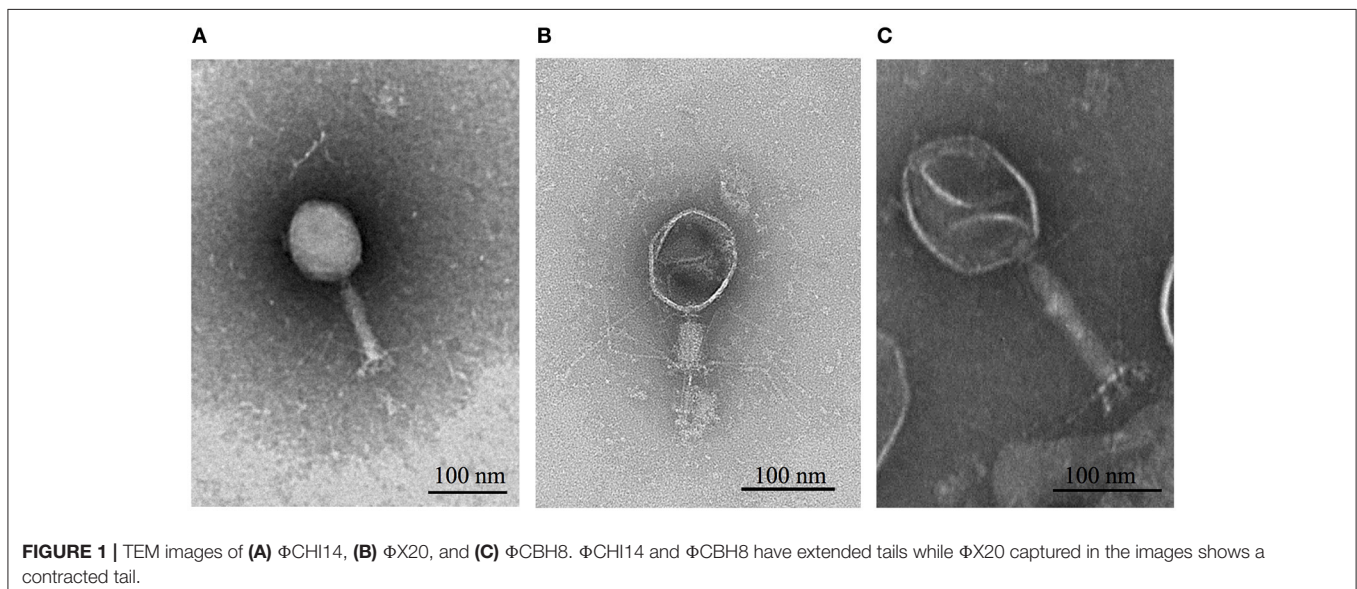 A
B
C
100 nm
100 nm
100 nm
FIGURE 1 | TEM images of (A) ΦCHI14, (B) ΦX20, and (C) ΦCBH8. ΦCHI14 and ΦCBH8 have extended tails while ΦX20 captured in the images shows a
contracted tail.